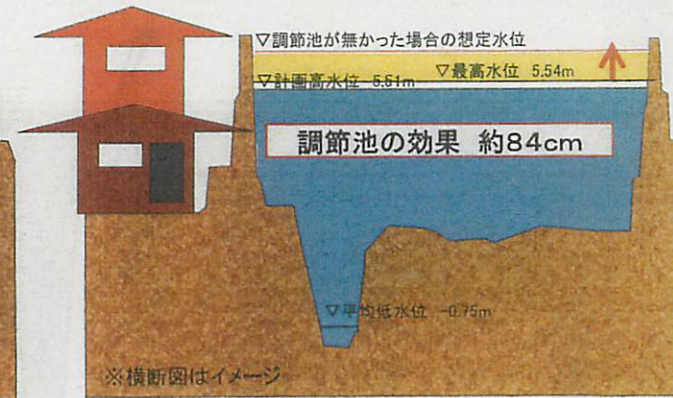 ▽調節池が無かった場合の想定水位
▽計画高水位 5.51m
▽最高水位 5.54m
調節池の効果 約84cm
▽平均低水位 -0.75m
※横断図はイメージ